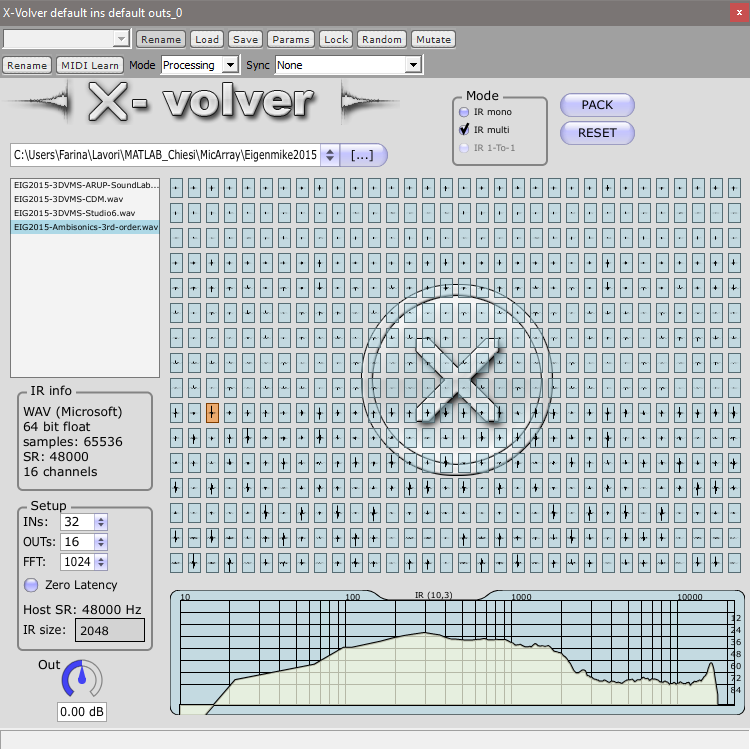 X-Volver default ins default outs_0
Rename Load Save Params Lock Random Mutate
Rename MIDI Learn Mode Processing Sync None
X- volver
Mode
IR mono
IR multi
IR 1-To-1
PACK
RESET
C:\Users\Farina\Lavori\MATLAB_Chiesi\MicArray\Eigenmike2015
[...]
EIG2015-3DVMS-ARUP-SoundLab...
EIG2015-3DVMS-CDM.wav
EIG2015-3DVMS-Studio6.wav
EIG2015-Ambisonics-3rd-order.wav
IR info
WAV (Microsoft)
64 bit float
samples: 65536
SR: 48000
16 channels
Setup
INs: 32
OUTs: 16
FFT: 1024
Zero Latency
Host SR: 48000 Hz
IR size: 2048
Out
0.00 dB
IR (10,3)
10 100 1000 10000
12
24
36
48
60
72
84